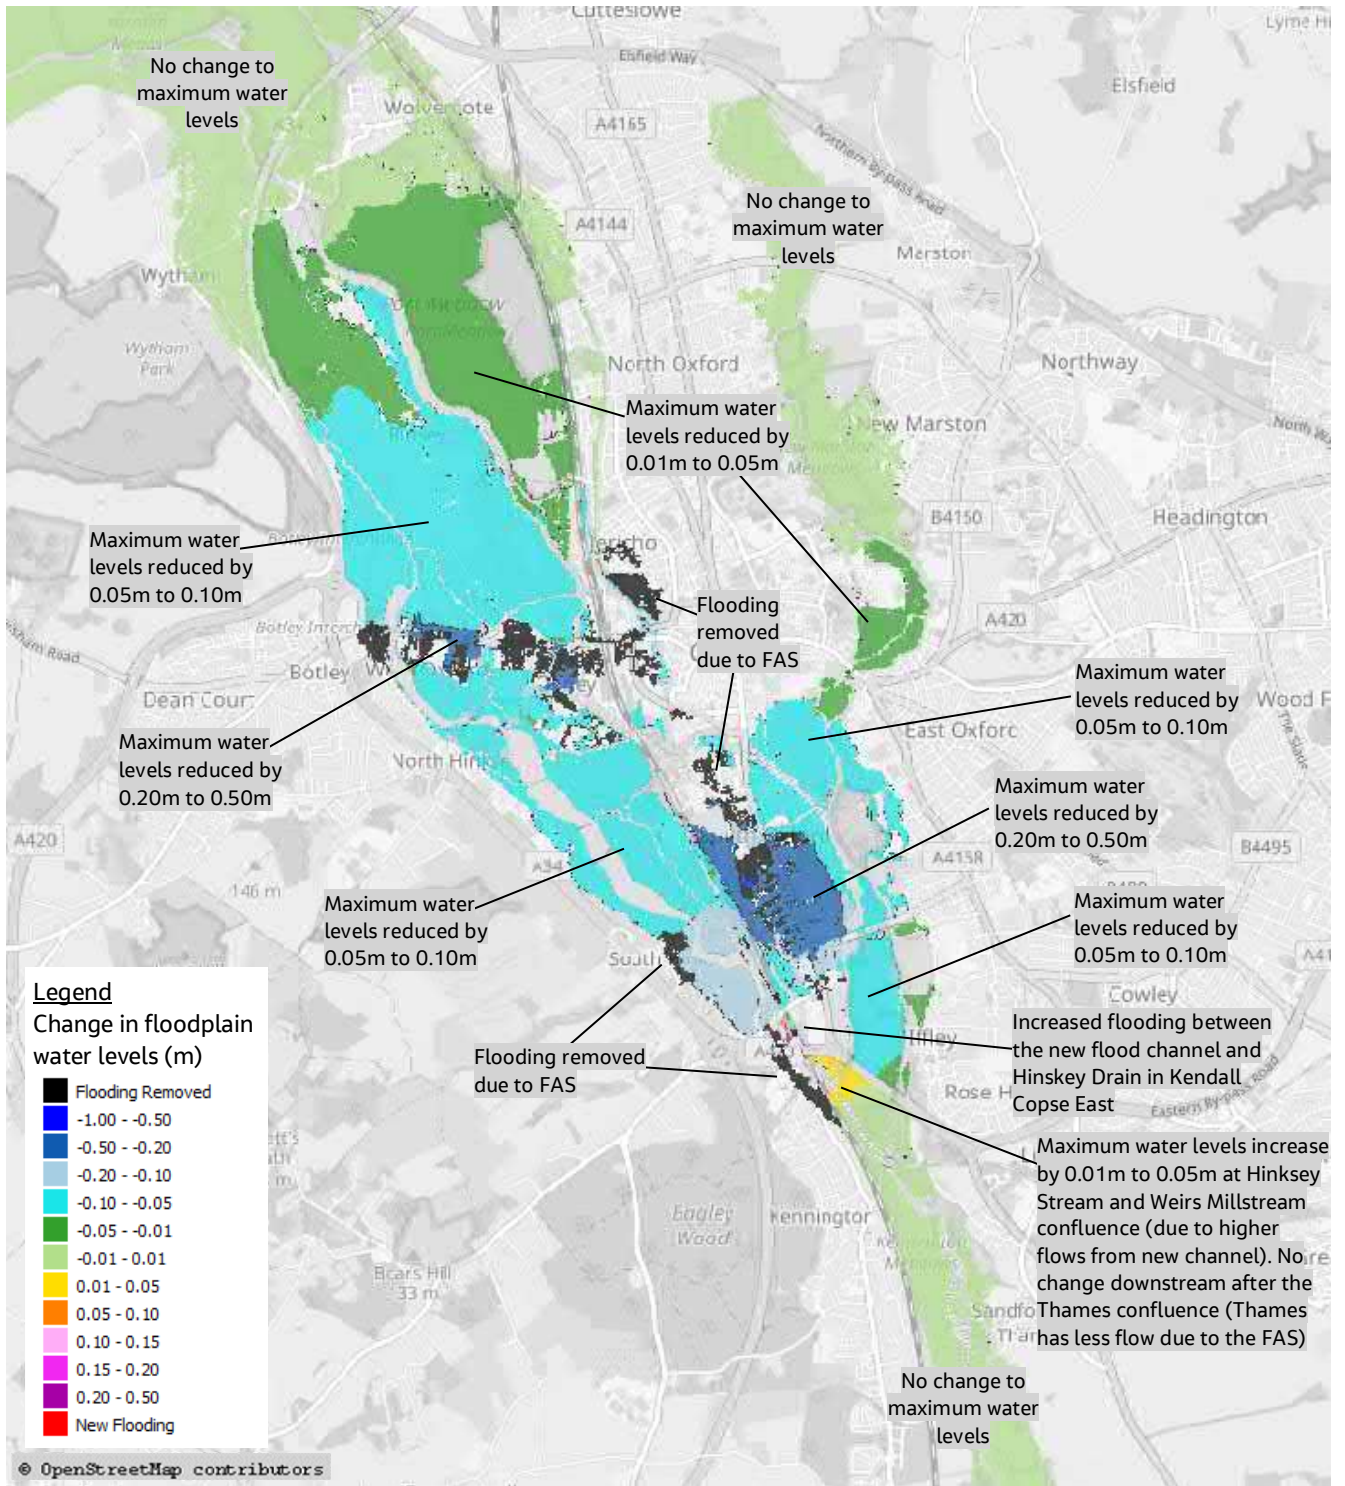 Cutteslowe
Lyme Hi
Elsfield Way
Elsfield
No change to
maximum water
levels
Wolvercote
A4165
Northern By-pass Road
No change to
maximum water
levels
A4144
Marston
Wytham
Wytham
Park
North Oxford
Northway
Maximum water
levels reduced by
0.01m to 0.05m
New Marston
B4150
Headington
Maximum water
levels reduced by
0.05m to 0.10m
Flooding
removed
due to FAS
A420
Botley
Dean Court
Maximum water
levels reduced by
0.05m to 0.10m
Wood F
The Slade
East Oxford
Maximum water
levels reduced by
0.20m to 0.50m
North Hink
Maximum water
levels reduced by
0.20m to 0.50m
A420
A34
A4158
B4495
146 m
Maximum water
levels reduced by
0.05m to 0.10m
Maximum water
levels reduced by
0.05m to 0.10m
South
A41
Cowley
Iffley
Flooding removed
due to FAS
Increased flooding between
the new flood channel and
Hinskey Drain in Kendall
Copse East
Rose H
Eastern By-pass Road
Maximum water levels increase
by 0.01m to 0.05m at Hinksey
Stream and Weirs Millstream
confluence (due to higher
flows from new channel). No
change downstream after the
Thames confluence (Thames
has less flow due to the FAS)
Bagley
Wood
Kennington
Boars Hill
33 m
Sandfo
No change to
maximum water
levels
Legend
Change in floodplain
water levels (m)
Flooding Removed
-1.00 - -0.50
-0.50 - -0.20
-0.20 - -0.10
-0.10 - -0.05
-0.05 - -0.01
-0.01 - 0.01
0.01 - 0.05
0.05 - 0.10
0.10 - 0.15
0.15 - 0.20
0.20 - 0.50
New Flooding
© OpenStreetMap contributors